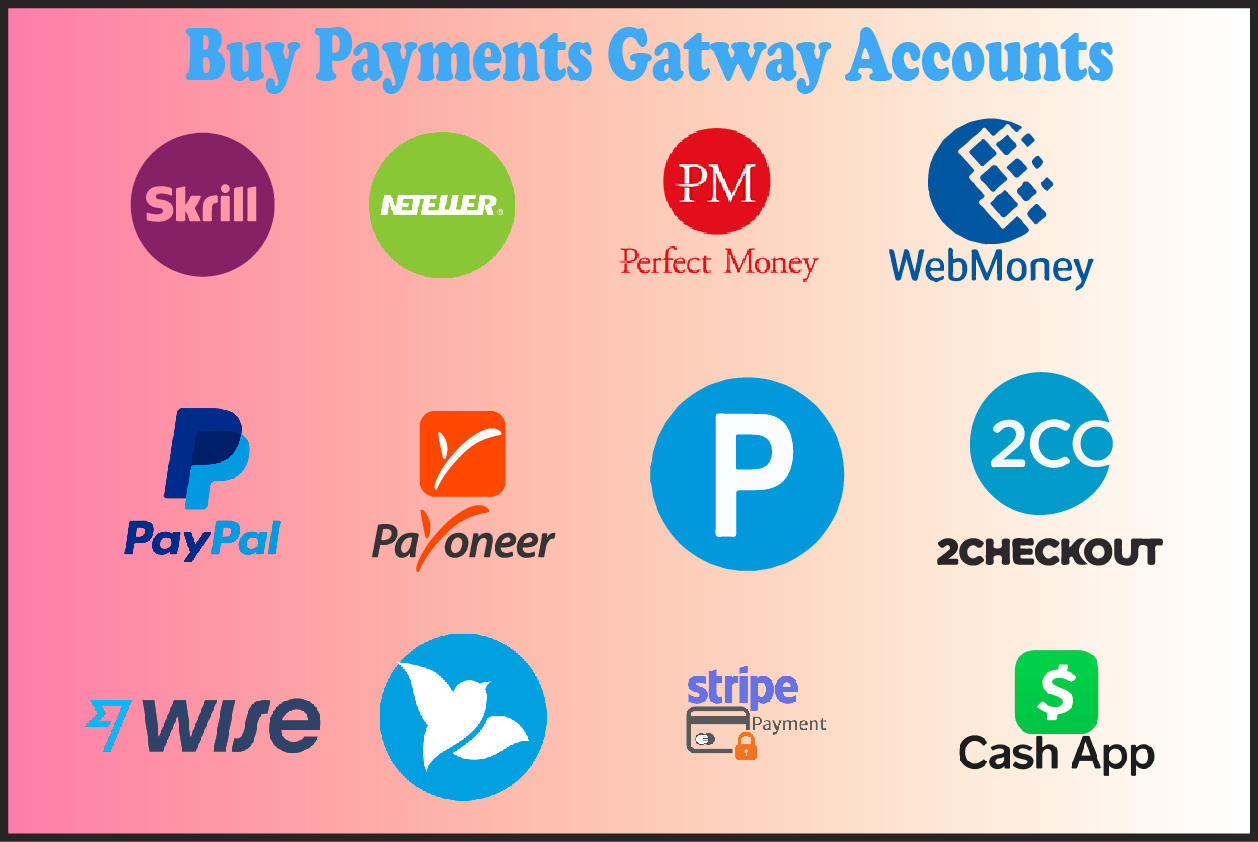 Buy Payments Gatway Accounts
Skrill
NETELLER®
PM
Perfect Money
WebMoney
PayPal
Payoneer
P
2CO
2CHECKOUT
WISE
stripe
Payment
$
Cash App